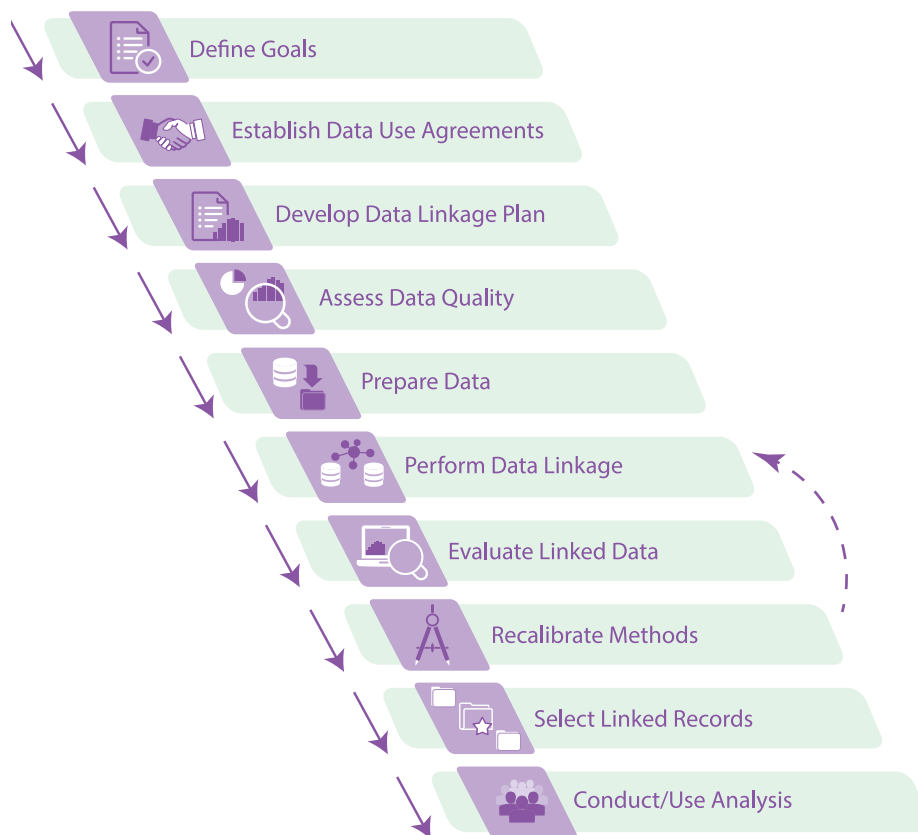 Define Goals
Establish Data Use Agreements
Develop Data Linkage Plan
Assess Data Quality
Prepare Data
Perform Data Linkage
Evaluate Linked Data
Recalibrate Methods
Select Linked Records
Conduct/Use Analysis